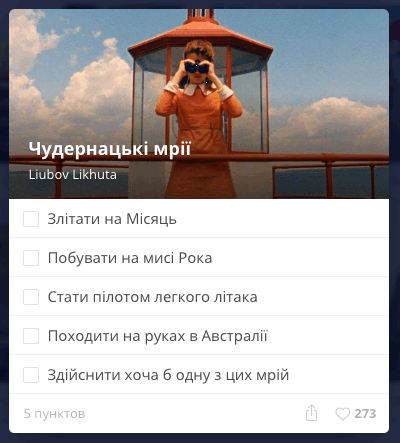 Чудернацькі мрії
Liubov Likhuta
Злітати на Місяць
Побувати на мисі Рока
Стати пілотом легкого літака
Походити на руках в Австралії
Здійснити хоча б одну з цих мрій
5 пунктов
273